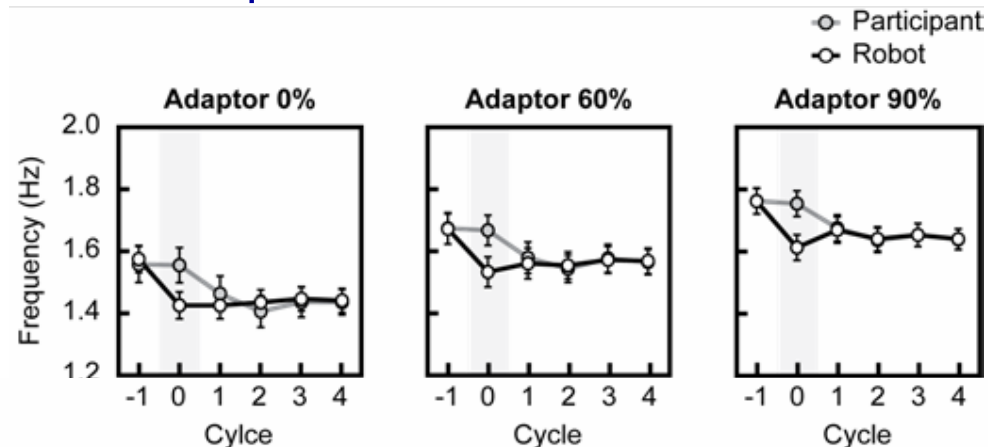 Participant
Robot
Adaptor 0% Adaptor 60% Adaptor 90%
2.0
1.8
1.6
1.4
1.2
Frequency (Hz)
-1 0 1 2 3 4 -1 0 1 2 3 4 -1 0 1 2 3 4
Cylce Cycle Cycle